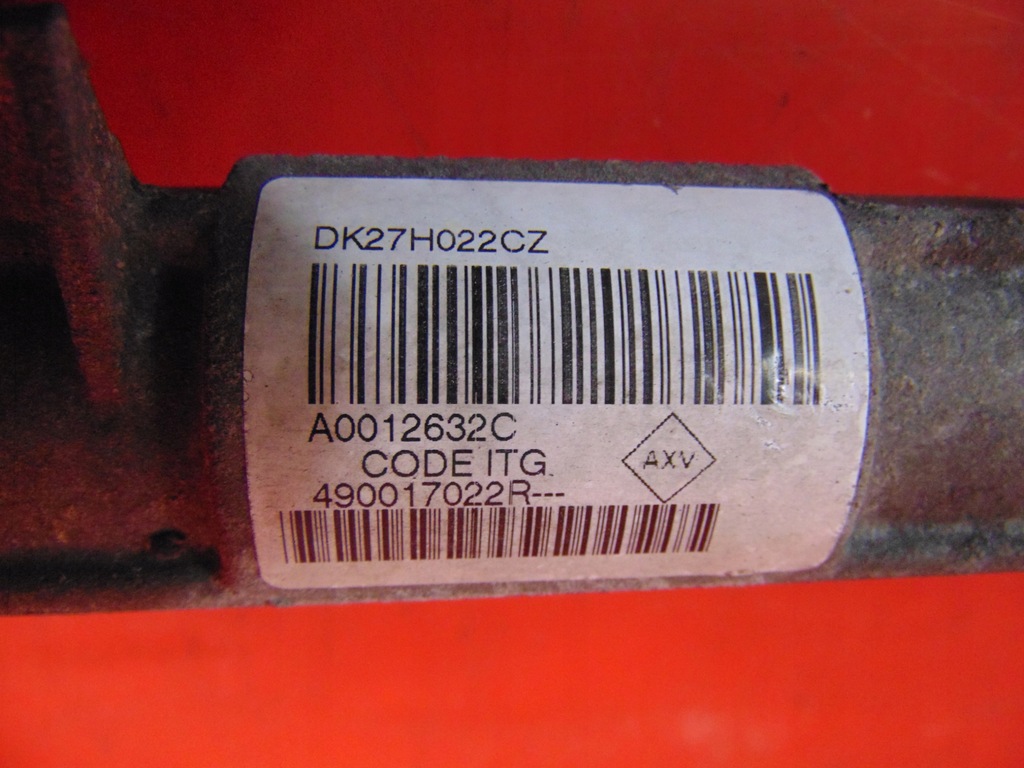 DK27H022CZ
A0012632C
CODE ITG
AXV
490017022R---